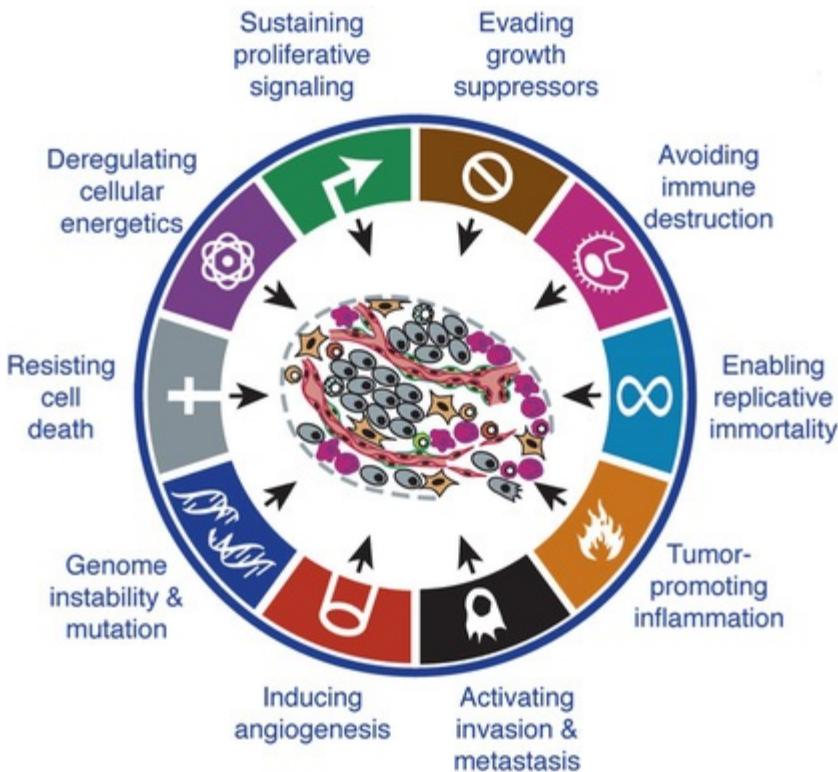 Sustaining
proliferative
signaling
Evading
growth
suppressors
Avoiding
immune
destruction
Enabling
replicative
immortality
Tumor-
promoting
inflammation
Activating
invasion &
metastasis
Inducing
angiogenesis
Genome
instability &
mutation
Resisting
cell
death
Deregulating
cellular
energetics